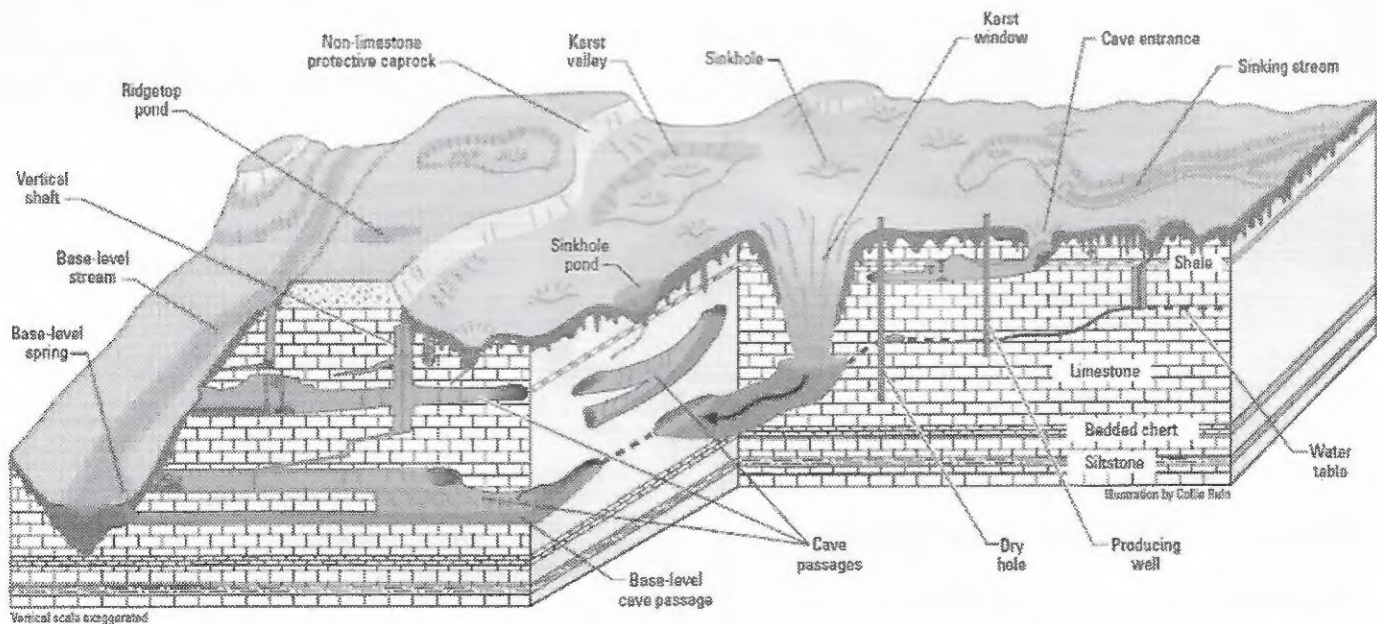 Non-limestone
protective caprock
Karst
valley
Sinkhole
Karst
window
Cave entrance
Sinking stream
Ridgetop
pond
Vertical
shaft
Base-level
stream
Base-level
spring
Sinkhole
pond
Shale
Limestone
Bedded chert
Siltstone
Illustration by Collie Rulo
Water
table
Cave
passages
Dry
hole
Producing
well
Base-level
cave passage
Vertical scale exaggerated